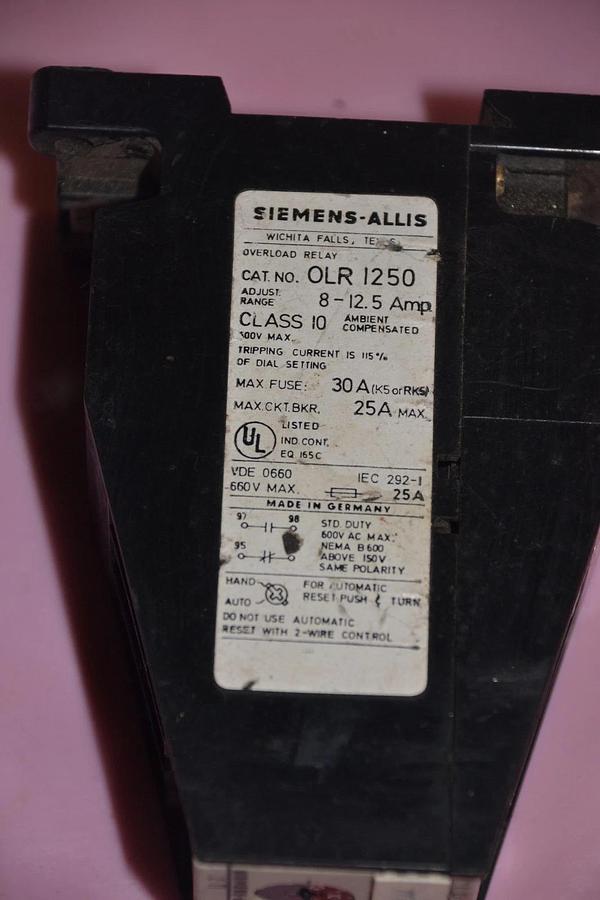 SIEMENS-ALLIS
WICHITA FALLS,
OVERLOAD RELAY
CAT. NO. OLR 1250
ADJUST. RANGE 8-12.5 Amp
CLASS 10 AMBIENT COMPENSATED
600V MAX.
TRIPPING CURRENT IS 115%
OF DIAL SETTING
MAX. FUSE: 30A (K5 or RK5)
MAX. CKT. BKR. 25A MAX.
UL LISTED
IND. CONT.
EQ 165C
VDE 0660 IEC 292-1
660V MAX. 25A
MADE IN GERMANY
97 98 STD. DUTY
600V AC MAX.
NEMA B600
95 ABOVE 150V
SAME POLARITY
HAND FOR AUTOMATIC
AUTO RESET PUSH & TURN
DO NOT USE AUTOMATIC
RESET WITH 2-WIRE CONTROL